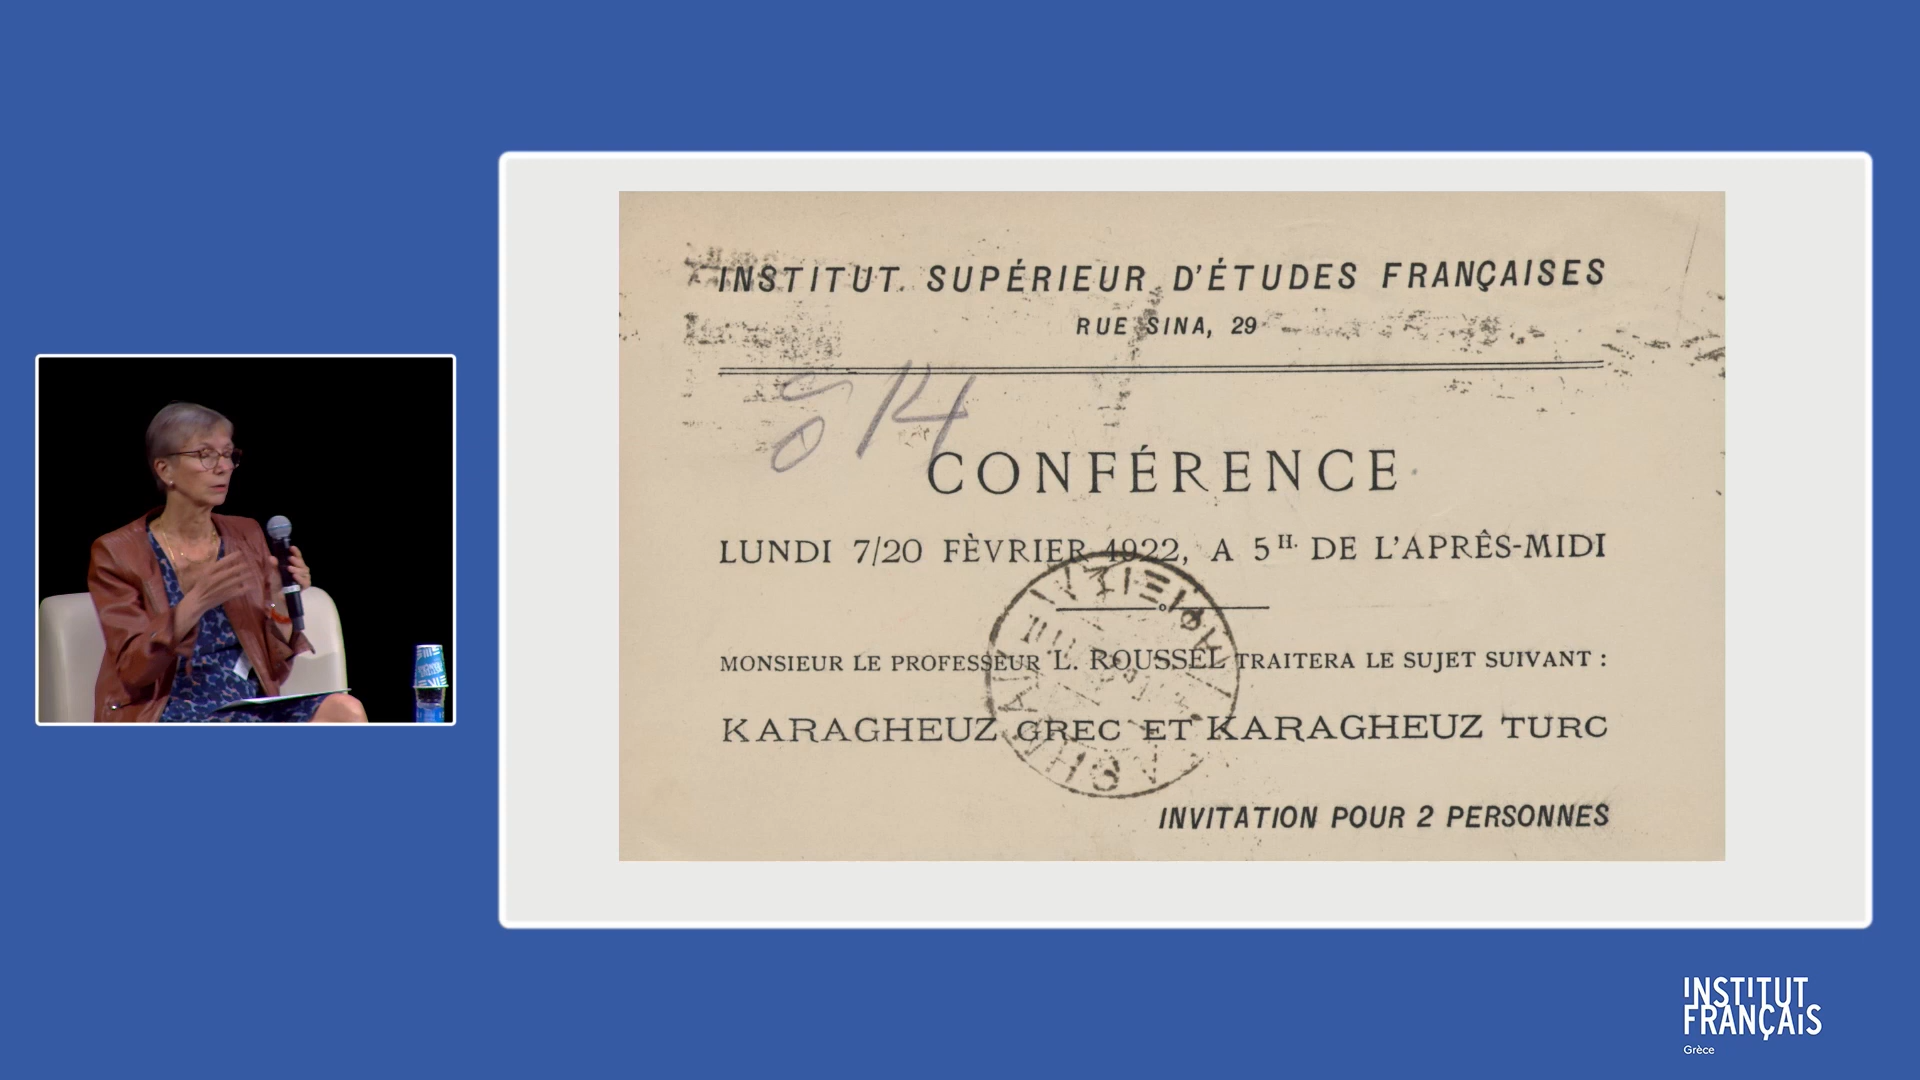 INSTITUT SUPÉRIEUR D'ÉTUDES FRANÇAISES
RUE SINA, 29
14
CONFÉRENCE
LUNDI 7/20 FÈVRIER 1922, A 5H. DE L'APRÊS-MIDI
MONSIEUR LE PROFESSEUR L. ROUSSEL TRAITERA LE SUJET SUIVANT :
KARAGHEUZ GREC ET KARAGHEUZ TURC
INVITATION POUR 2 PERSONNES
INSTITUT
FRANÇAIS
Grèce